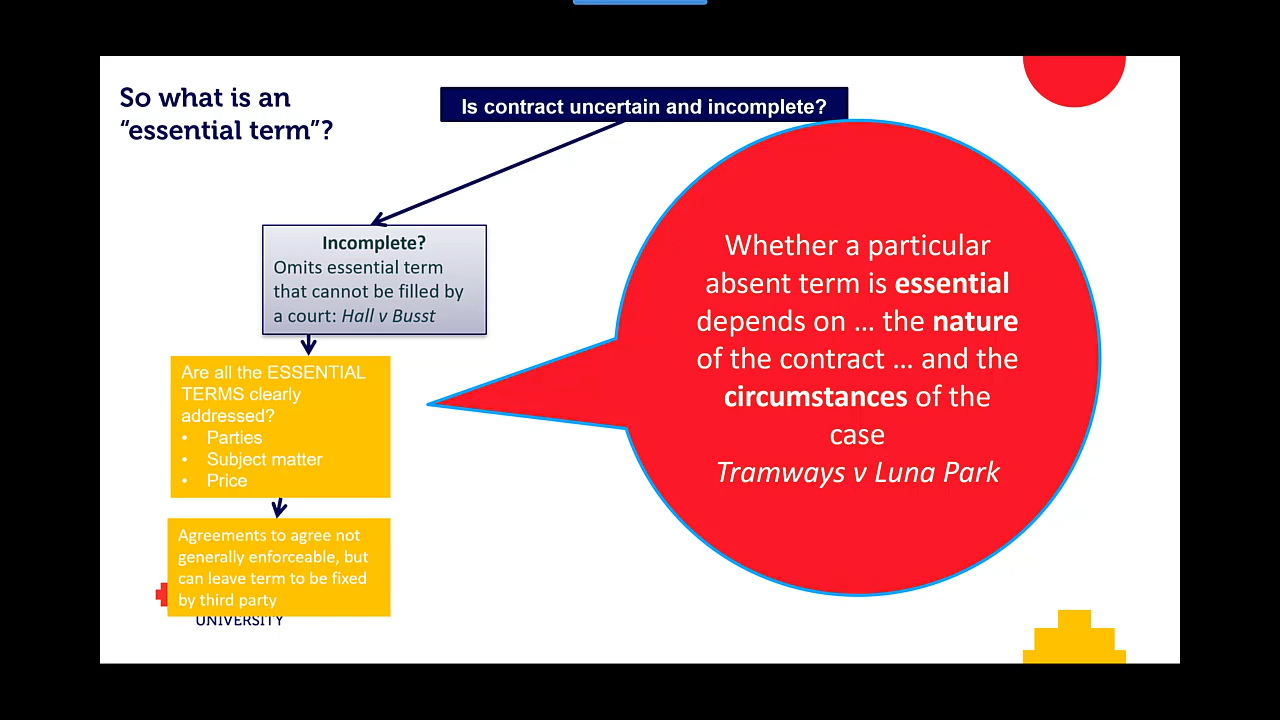 So what is an
“essential term”?
Is contract uncertain and incomplete?
Incomplete?
Omits essential term
that cannot be filled by
a court: Hall v Busst
Are all the ESSENTIAL
TERMS clearly
addressed?
• Parties
• Subject matter
• Price
Agreements to agree not
generally enforceable, but
can leave term to be fixed
by third party
UNIVERSITY
Whether a particular
absent term is essential
depends on ... the nature
of the contract ... and the
circumstances of the
case
Tramways v Luna Park